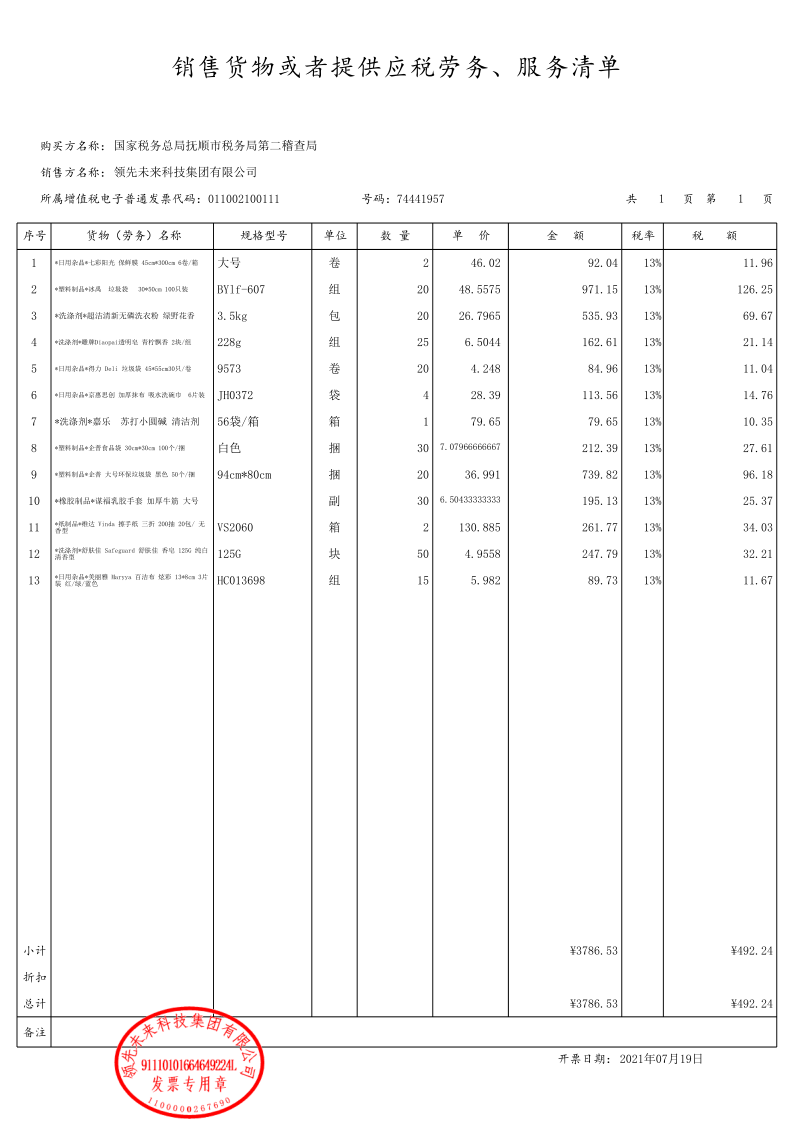 销售货物或者提供应税劳务、服务清单
购买方名称: 国家税务总局抚顺市税务局第二稽查局
销售方名称: 领先未来科技集团有限公司
所属增值税电子普通发票代码: 011002100111 号码: 74441957 共 1 页 第 1 页
序号 货物（劳务）名称 规格型号 单位 数 量 单 价 金 额 税率 税 额
1 *日用杂品*七彩阳光 保鲜膜 45cm*300cm 6卷/箱 大号 卷 2 46.02 92.04 13% 11.96
2 *塑料制品*冰禹 垃圾袋 30*50cm 100只装 BYlf-607 组 20 48.5575 971.15 13% 126.25
3 *洗涤剂*超洁清新无磷洗衣粉 绿野花香 3.5kg 包 20 26.7965 535.93 13% 69.67
4 *洗涤剂*雕牌Diaopai透明皂 青柠飘香 2块/组 228g 组 25 6.5044 162.61 13% 21.14
5 *日用杂品*得力 Deli 垃圾袋 45*55cm30只/卷 9573 卷 20 4.248 84.96 13% 11.04
6 *日用杂品*京惠思创 加厚抹布 吸水洗碗巾 6片装 JH0372 袋 4 28.39 113.56 13% 14.76
7 *洗涤剂*嘉乐 苏打小圆碱 清洁剂 56袋/箱 箱 1 79.65 79.65 13% 10.35
8 *塑料制品*企普食品袋 30cm*30cm 100个/捆 白色 捆 30 7.07966666667 212.39 13% 27.61
9 *塑料制品*企普 大号环保垃圾袋 黑色 50个/捆 94cm*80cm 捆 20 36.991 739.82 13% 96.18
10 *橡胶制品*谋福乳胶手套 加厚牛筋 大号 副 30 6.50433333333 195.13 13% 25.37
11 *纸制品*维达 Vinda 擦手纸 三折 200抽 20包/ 无 VS2060 箱 2 130.885 261.77 13% 34.03
香型
12 *洗涤剂*舒肤佳 Safeguard 舒肤佳 香皂 125G 纯白 125G 块 50 4.9558 247.79 13% 32.21
清香型
13 *日用杂品*美丽雅 Maryya 百洁布 炫彩 13*8cm 3片 HC013698 组 15 5.982 89.73 13% 11.67
装 红/绿/蓝色
小计 ¥3786.53 ¥492.24
折扣
总计 ¥3786.53 ¥492.24
备注
领先未来科技集团有限公司
91110101664649224L
发票专用章
1100000267690
开票日期: 2021年07月19日